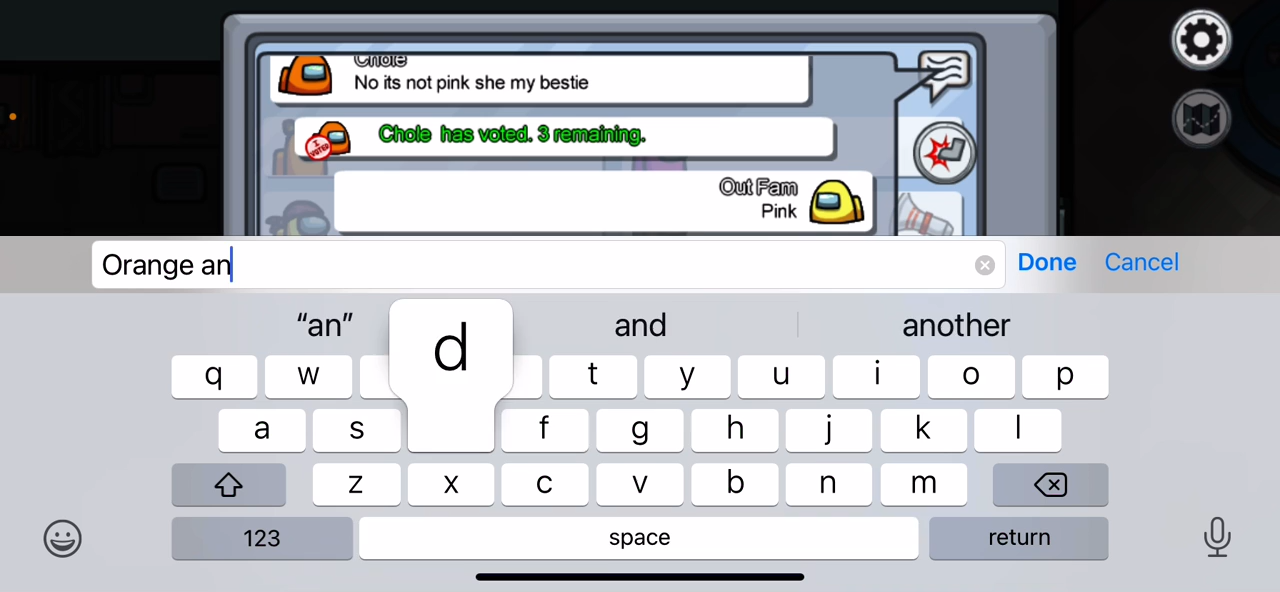 Chole
No its not pink she my bestie
Chole has voted. 3 remaining.
I VOTED
Out Fam
Pink
Orange an
Done
Cancel
“an”
and
another
d
q w t y u i o p
a s f g h j k l
z x c v b n m
123
space
return